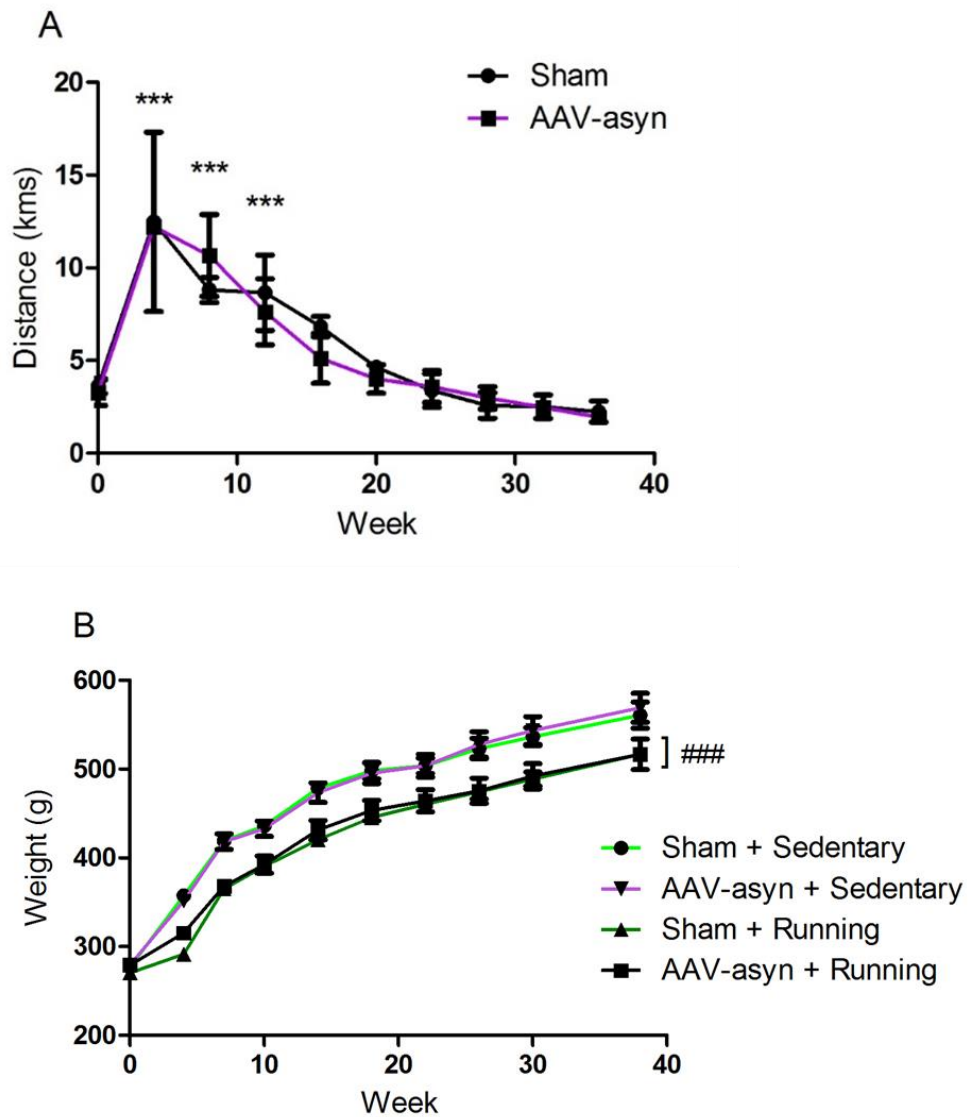 A
Sham
AAV-asyn
***
***
***
20
15
10
5
0
Distance (kms)
0 10 20 30 40
Week
B
600
500
400
300
200
Weight (g)
###
Sham + Sedentary
AAV-asyn + Sedentary
Sham + Running
AAV-asyn + Running
0 10 20 30 40
Week